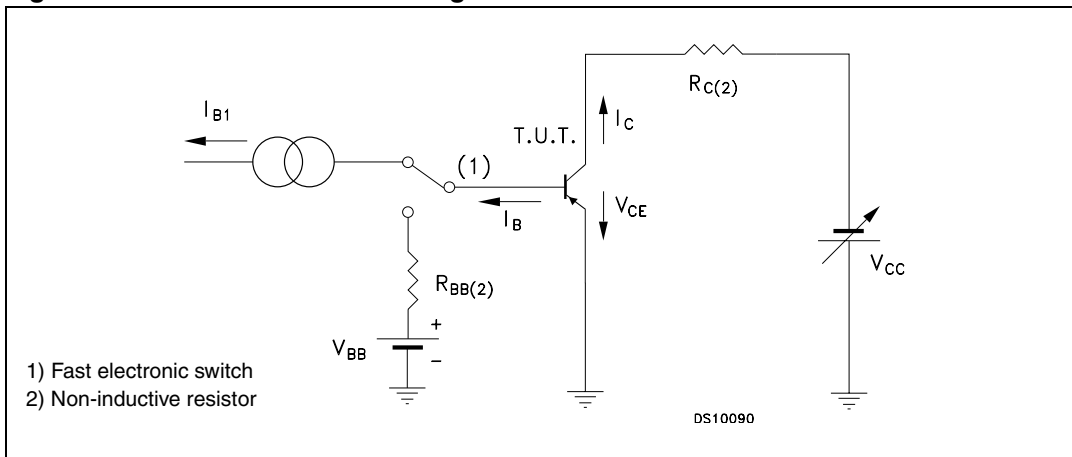 I_B1
T.U.T.
I_C
R_C(2)
(1)
I_B
V_CE
V_CC
R_BB(2)
V_BB
+
-
1) Fast electronic switch
2) Non-inductive resistor
DS10090